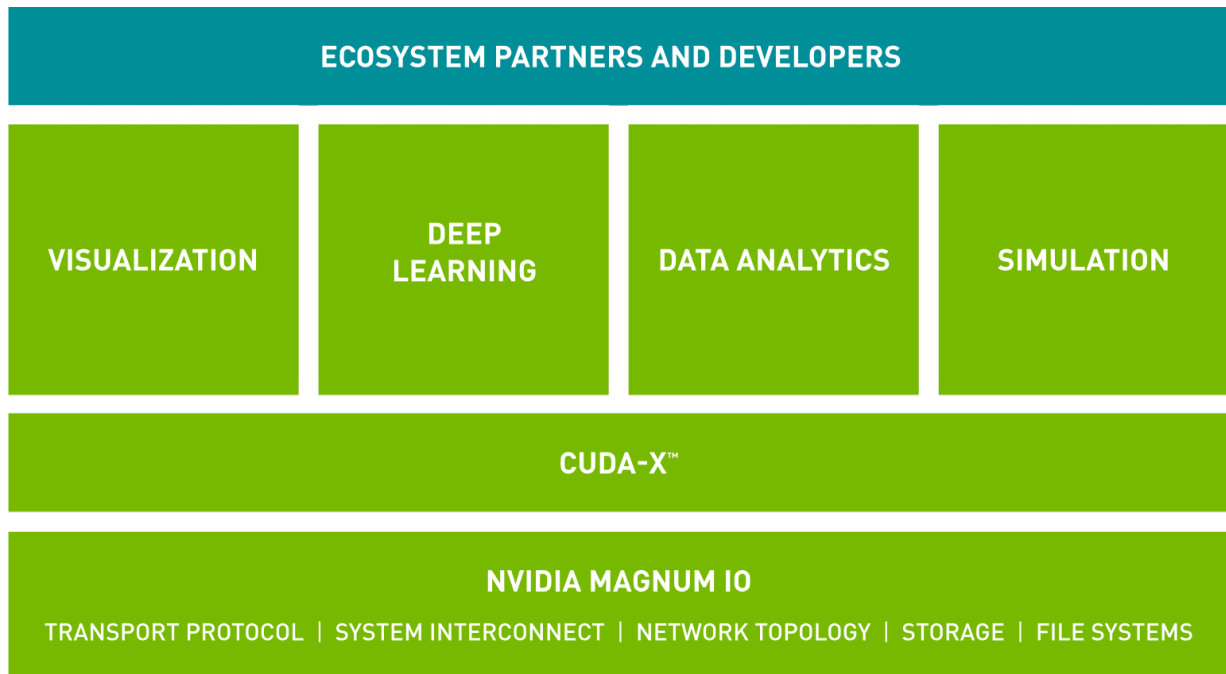 ECOSYSTEM PARTNERS AND DEVELOPERS
VISUALIZATION
DEEP
LEARNING
DATA ANALYTICS
SIMULATION
CUDA-X™
NVIDIA MAGNUM IO
TRANSPORT PROTOCOL | SYSTEM INTERCONNECT | NETWORK TOPOLOGY | STORAGE | FILE SYSTEMS